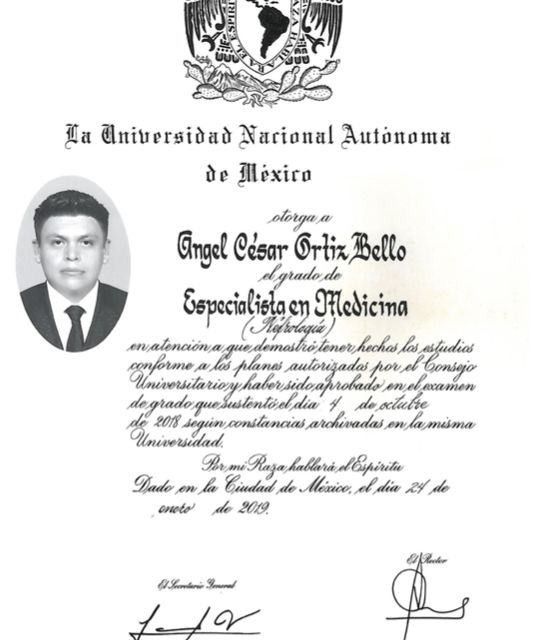 La Universidad Nacional Autónoma
de México
otorga a
Angel César Ortiz Bello
el grado de
Especialista en Medicina
(Nefrología)
en atención a que demostró tener hechos los estudios
conforme a los planes autorizados por el Consejo
Universitario y haber sido aprobado en el examen
de grado que sustentó el día 4 de octubre
de 2018 según constancias archivadas en la misma
Universidad.
Por mi Raza hablará el Espíritu
Dado en la Ciudad de México, el día 24 de
enero de 2019.
El Rector
El Secretario General